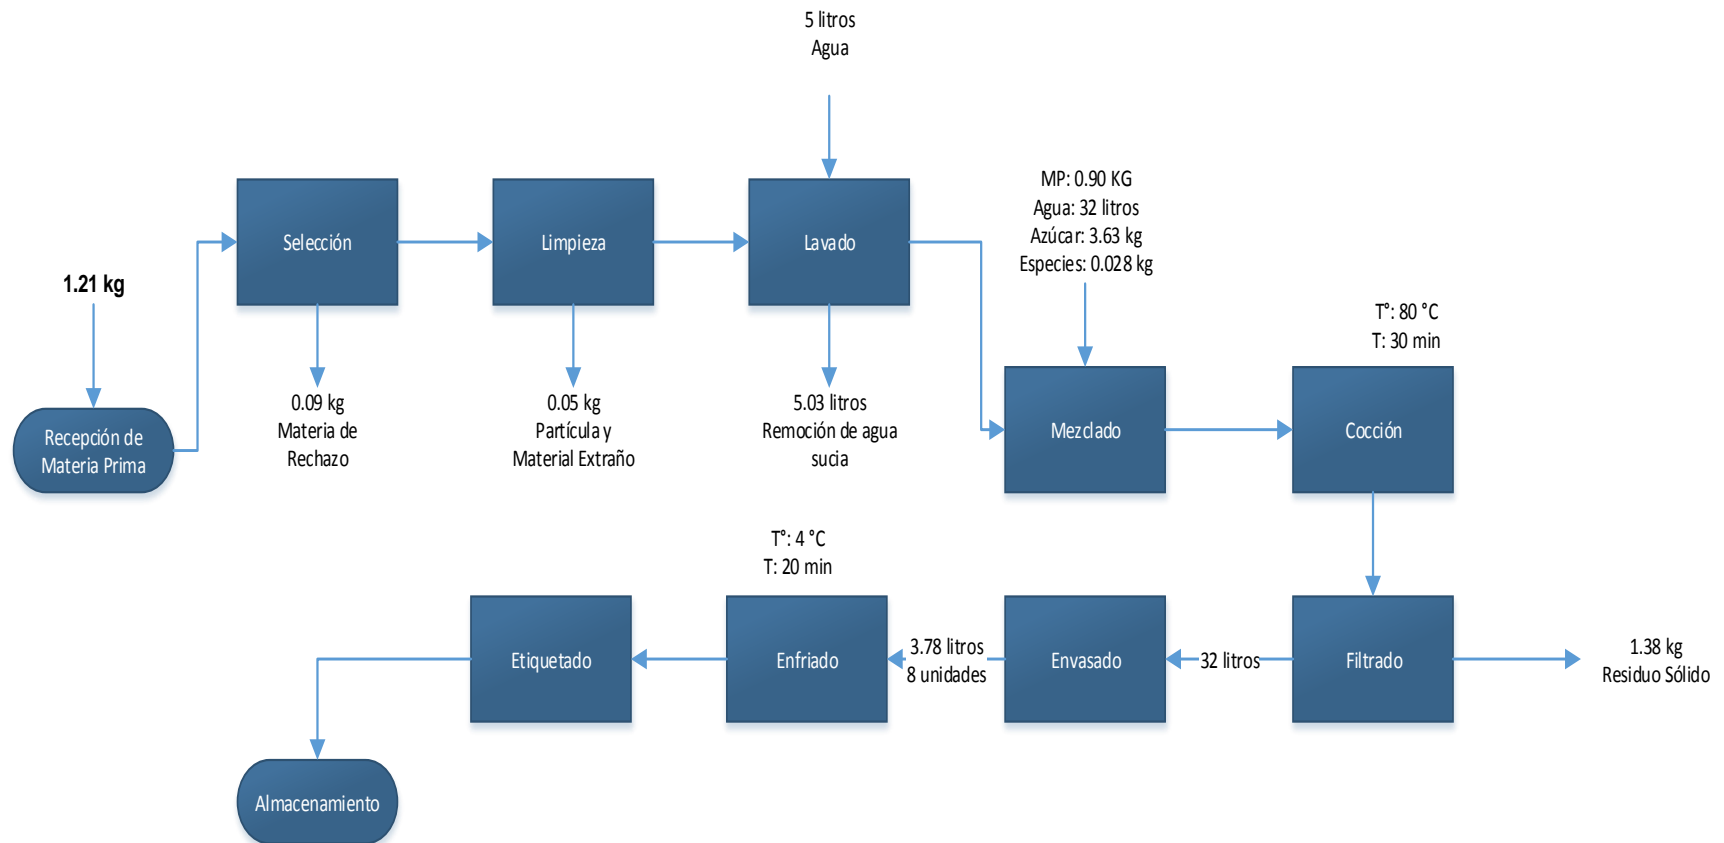 5 litros
Agua
MP: 0.90 KG
Agua: 32 litros
Azúcar: 3.63 kg
Especies: 0.028 kg
Selección
Limpieza
Lavado
1.21 kg
T°: 80 °C
T: 30 min
0.09 kg
Materia de
Rechazo
0.05 kg
Partícula y
Material Extraño
5.03 litros
Remoción de agua
sucia
Recepción de
Materia Prima
Mezclado
Cocción
T°: 4 °C
T: 20 min
Etiquetado
Enfriado
3.78 litros
8 unidades
Envasado
32 litros
Filtrado
1.38 kg
Residuo Sólido
Almacenamiento